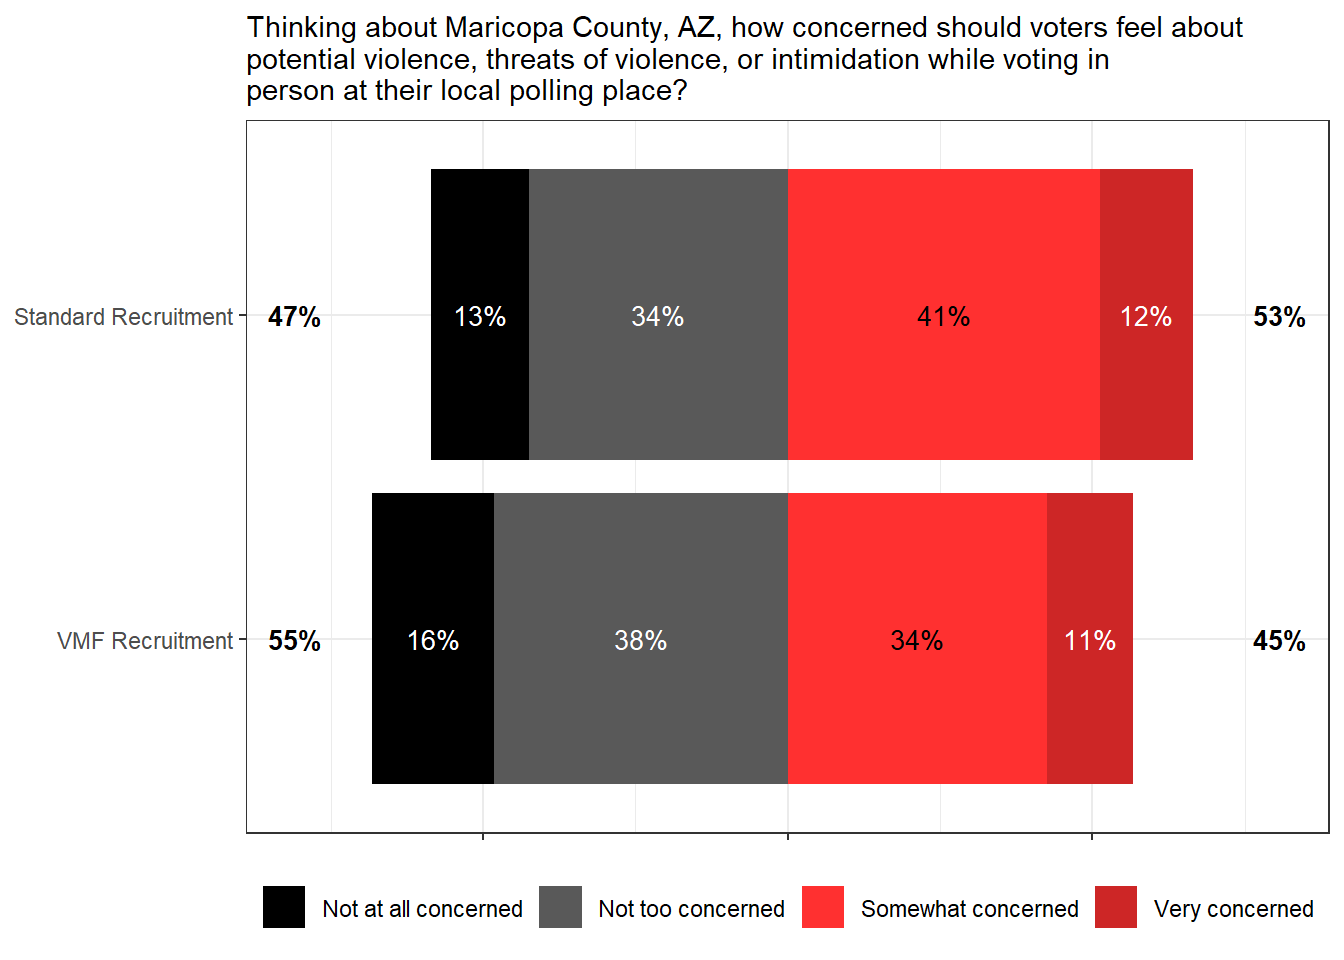 Thinking about Maricopa County, AZ, how concerned should voters feel about
potential violence, threats of violence, or intimidation while voting in
person at their local polling place?
Standard Recruitment 47% 13% 34% 41% 12% 53%
VMF Recruitment 55% 16% 38% 34% 11% 45%
Not at all concerned Not too concerned Somewhat concerned Very concerned